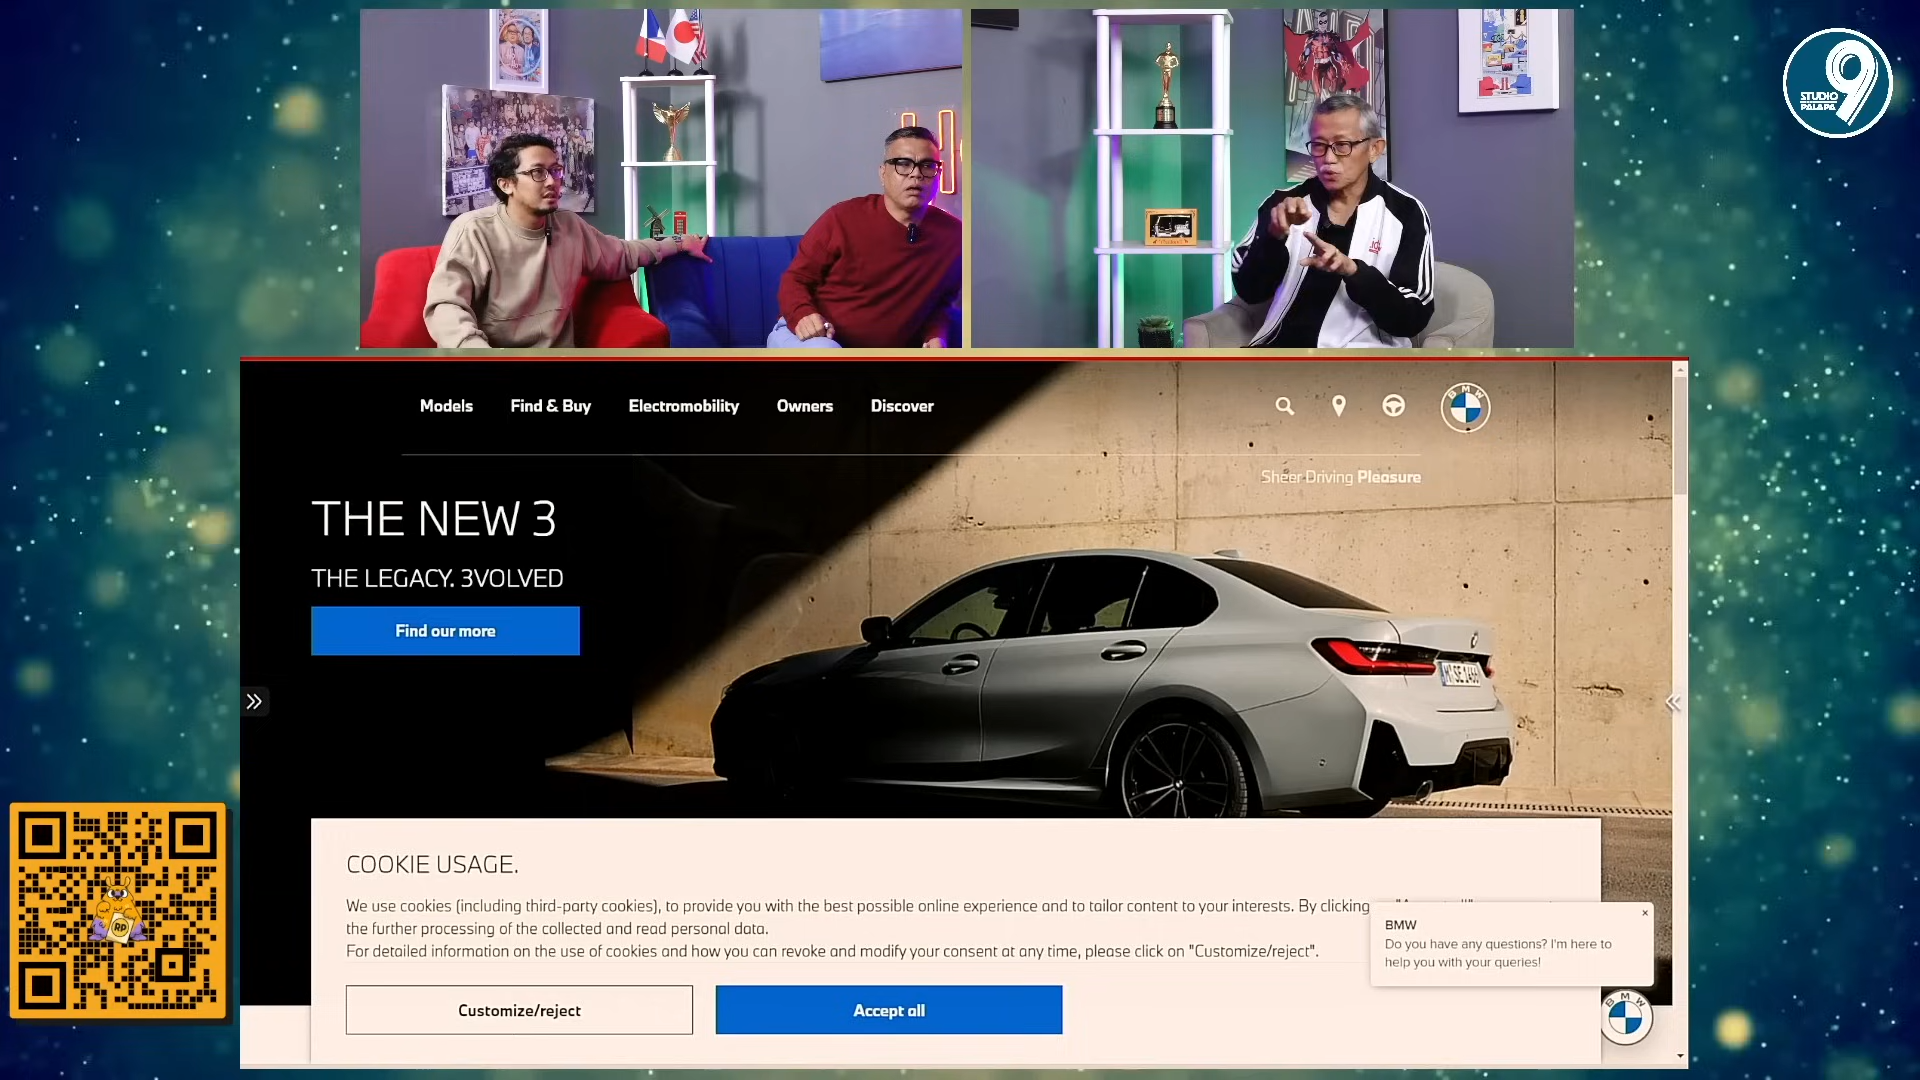 STUDIO
PALAPA
9
Models
Find & Buy
Electromobility
Owners
Discover
BMW
Sheer Driving Pleasure
THE NEW 3
THE LEGACY. 3VOLVED
Find our more
COOKIE USAGE.
We use cookies (including third-party cookies), to provide you with the best possible online experience and to tailor content to your interests. By clicking
the further processing of the collected and read personal data.
For detailed information on the use of cookies and how you can revoke and modify your consent at any time, please click on "Customize/reject".
Customize/reject
Accept all
BMW
Do you have any questions? I'm here to
help you with your queries!
BMW
RP